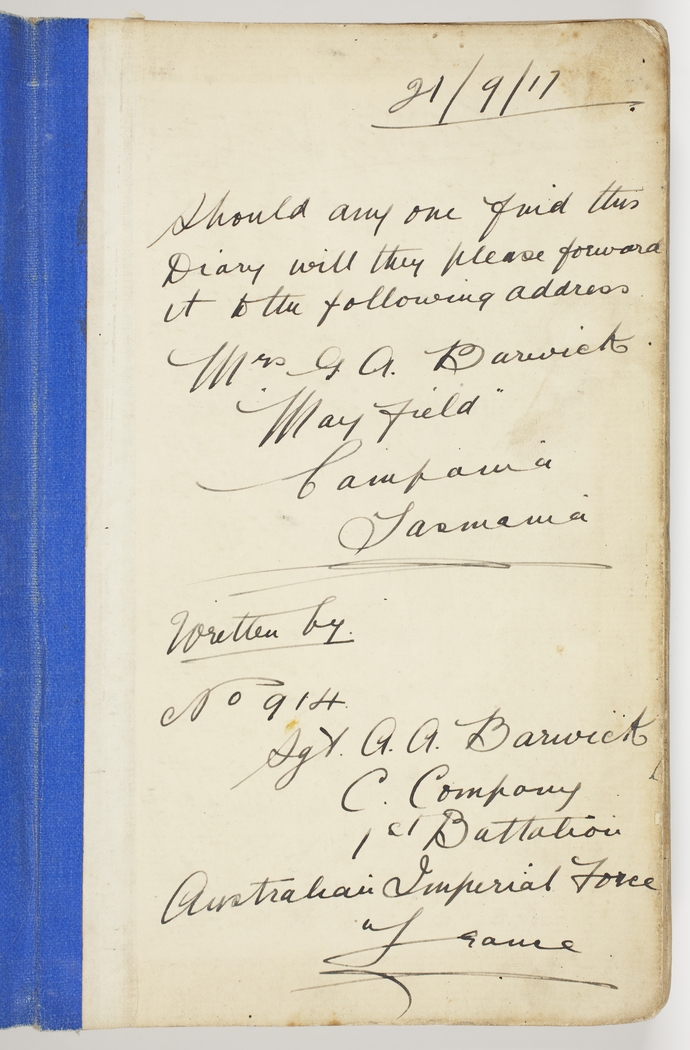 21/9/17
Should any one find this
Diary will they please forward
it to the following address
Mrs G A. Barwick.
"Mayfield"
Campania
Tasmania
Written by.
No 914.
Sgt. A. A. Barwick
C. Company
1st Battalion
Australian Imperial Force
"France